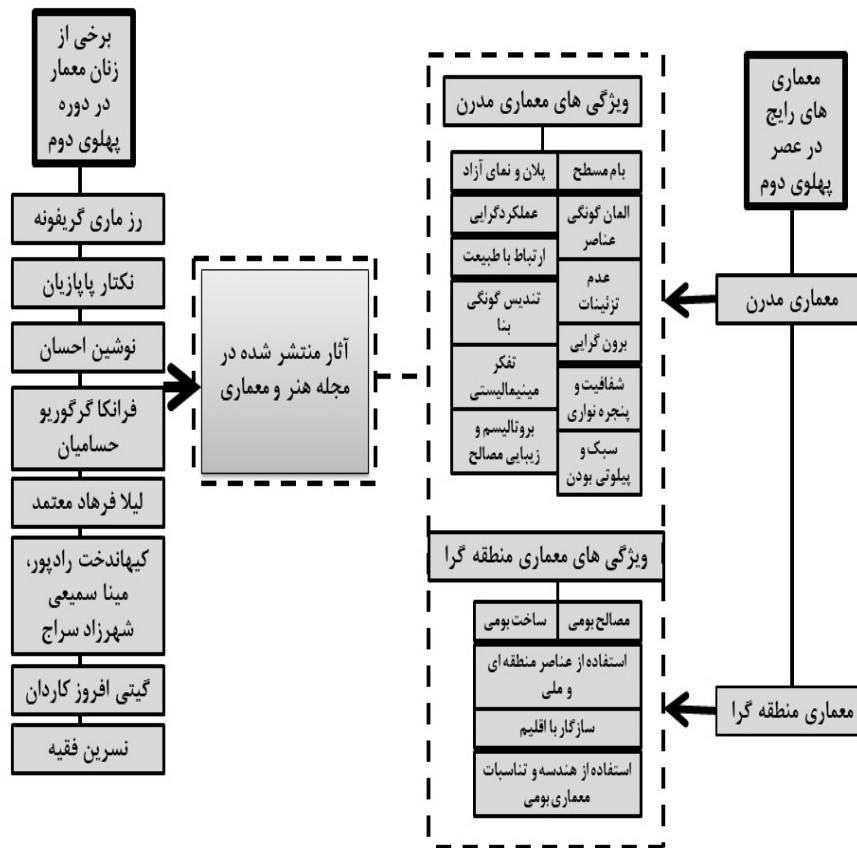 معماری
های رایج
در عصر
پهلوی دوم
معماری مدرن
معماری منطقه گرا
ویژگی های معماری مدرن
بام مسطح
المان گونگی
عناصر
عدم
تزئینات
برون گرایی
شفافیت و
پنجره نواری
سبک و
پیلوتی بودن
پلان و نمای آزاد
عملکردگرایی
ارتباط با طبیعت
تندیس گونگی
بنا
تفکر
مینیمالیستی
بروتالیسم و
زیبایی مصالح
ویژگی های معماری منطقه گرا
مصالح بومی
ساخت بومی
استفاده از عناصر منطقه ای
و ملی
سازگار با اقلیم
استفاده از هندسه و تناسبات
معماری بومی
آثار منتشر شده در
مجله هنر و معماری
برخی از
زنان معمار
در دوره
پهلوی دوم
رز ماری گریفونه
نکتار پاپازیان
نوشین احسان
فرانکا گرگوریو
حسامیان
لیلا فرهاد معتمد
کیهاندخت رادپور،
مینا سمیعی
شهرزاد سراج
گیتی افروز کاردان
نسرین فقیه